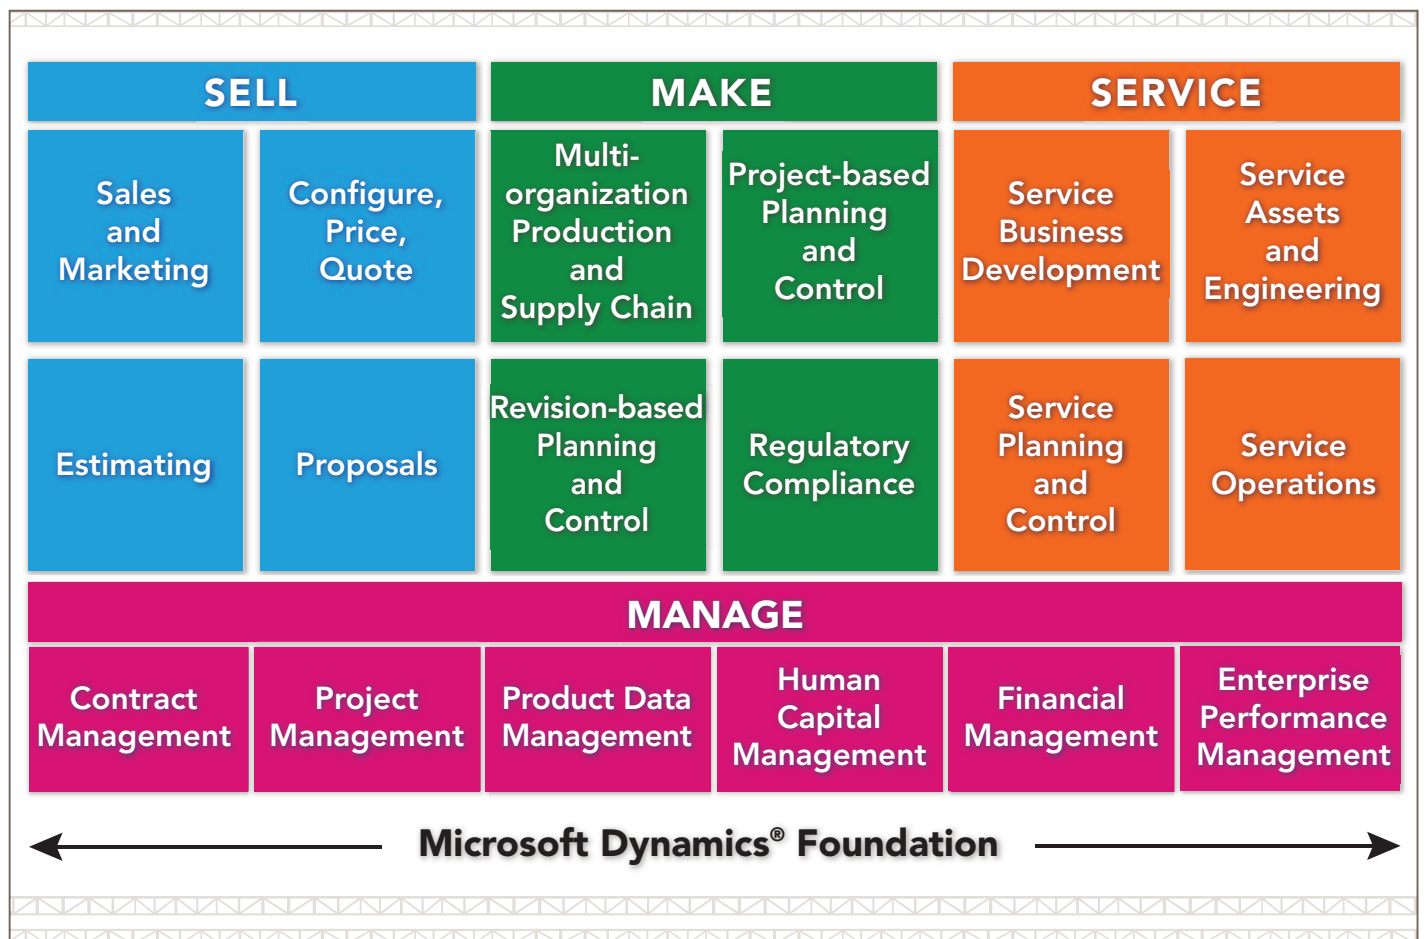 SELL
MAKE
SERVICE
Sales
and
Marketing
Configure,
Price,
Quote
Multi-
organization
Production
and
Supply Chain
Project-based
Planning
and
Control
Service
Business
Development
Service
Assets
and
Engineering
Estimating
Proposals
Revision-based
Planning
and
Control
Regulatory
Compliance
Service
Planning
and
Control
Service
Operations
MANAGE
Contract
Management
Project
Management
Product Data
Management
Human
Capital
Management
Financial
Management
Enterprise
Performance
Management
Microsoft Dynamics® Foundation